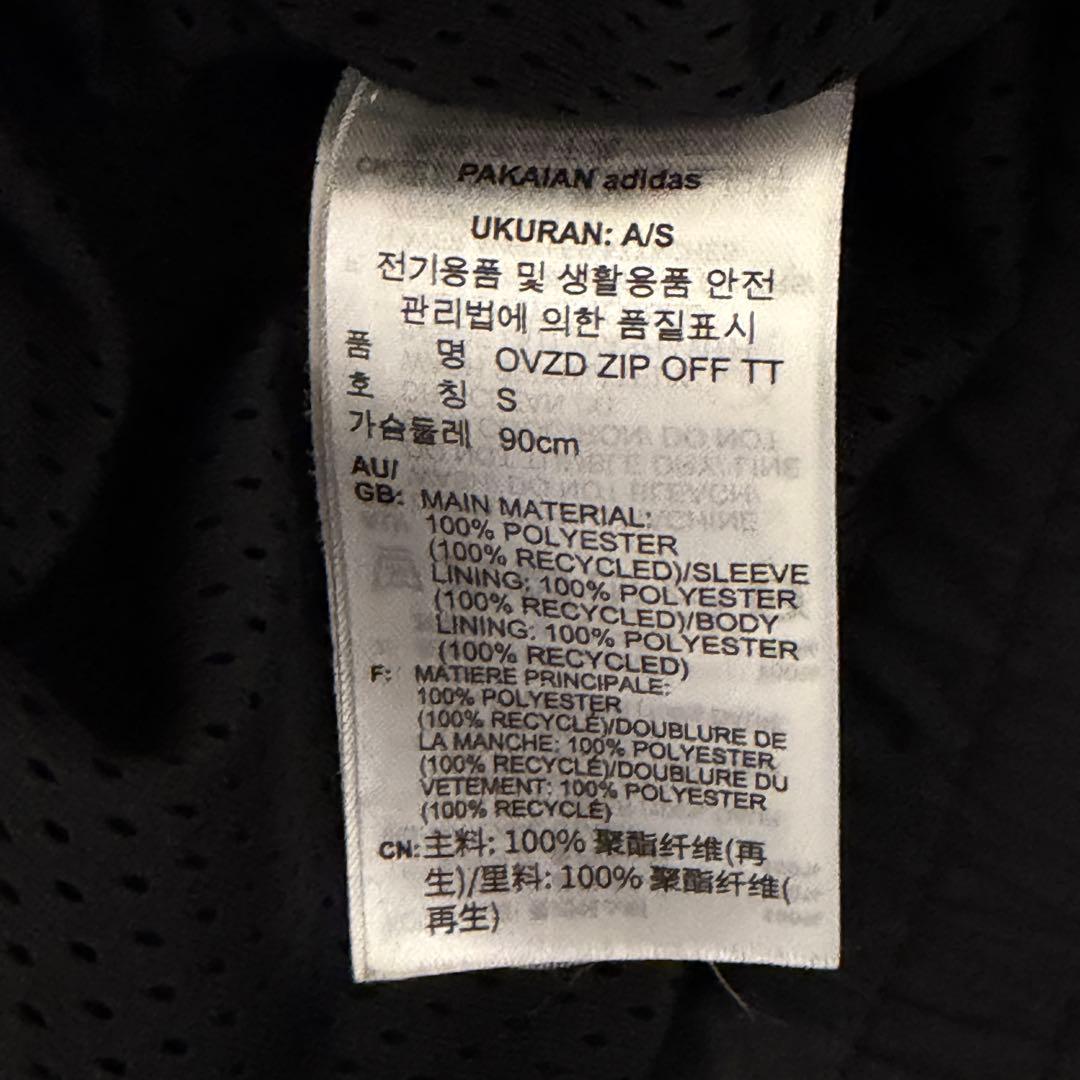 PAKAIAN adidas
UKURAN: A/S
전기용품 및 생활용품 안전
관리법에 의한 품질표시
품 명 OVZD ZIP OFF TT
호 칭 S
가슴둘레 90cm
AU/
GB: MAIN MATERIAL:
100% POLYESTER
(100% RECYCLED)/SLEEVE
LINING: 100% POLYESTER
(100% RECYCLED)/BODY
LINING: 100% POLYESTER
(100% RECYCLED)
F: MATIERE PRINCIPALE:
100% POLYESTER
(100% RECYCLÉ)/DOUBLURE DE
LA MANCHE: 100% POLYESTER
(100% RECYCLÉ)/DOUBLURE DU
VETEMENT: 100% POLYESTER
(100% RECYCLÉ)
CN: 主料: 100% 聚酯纤维(再
生)/里料: 100% 聚酯纤维(
再生)